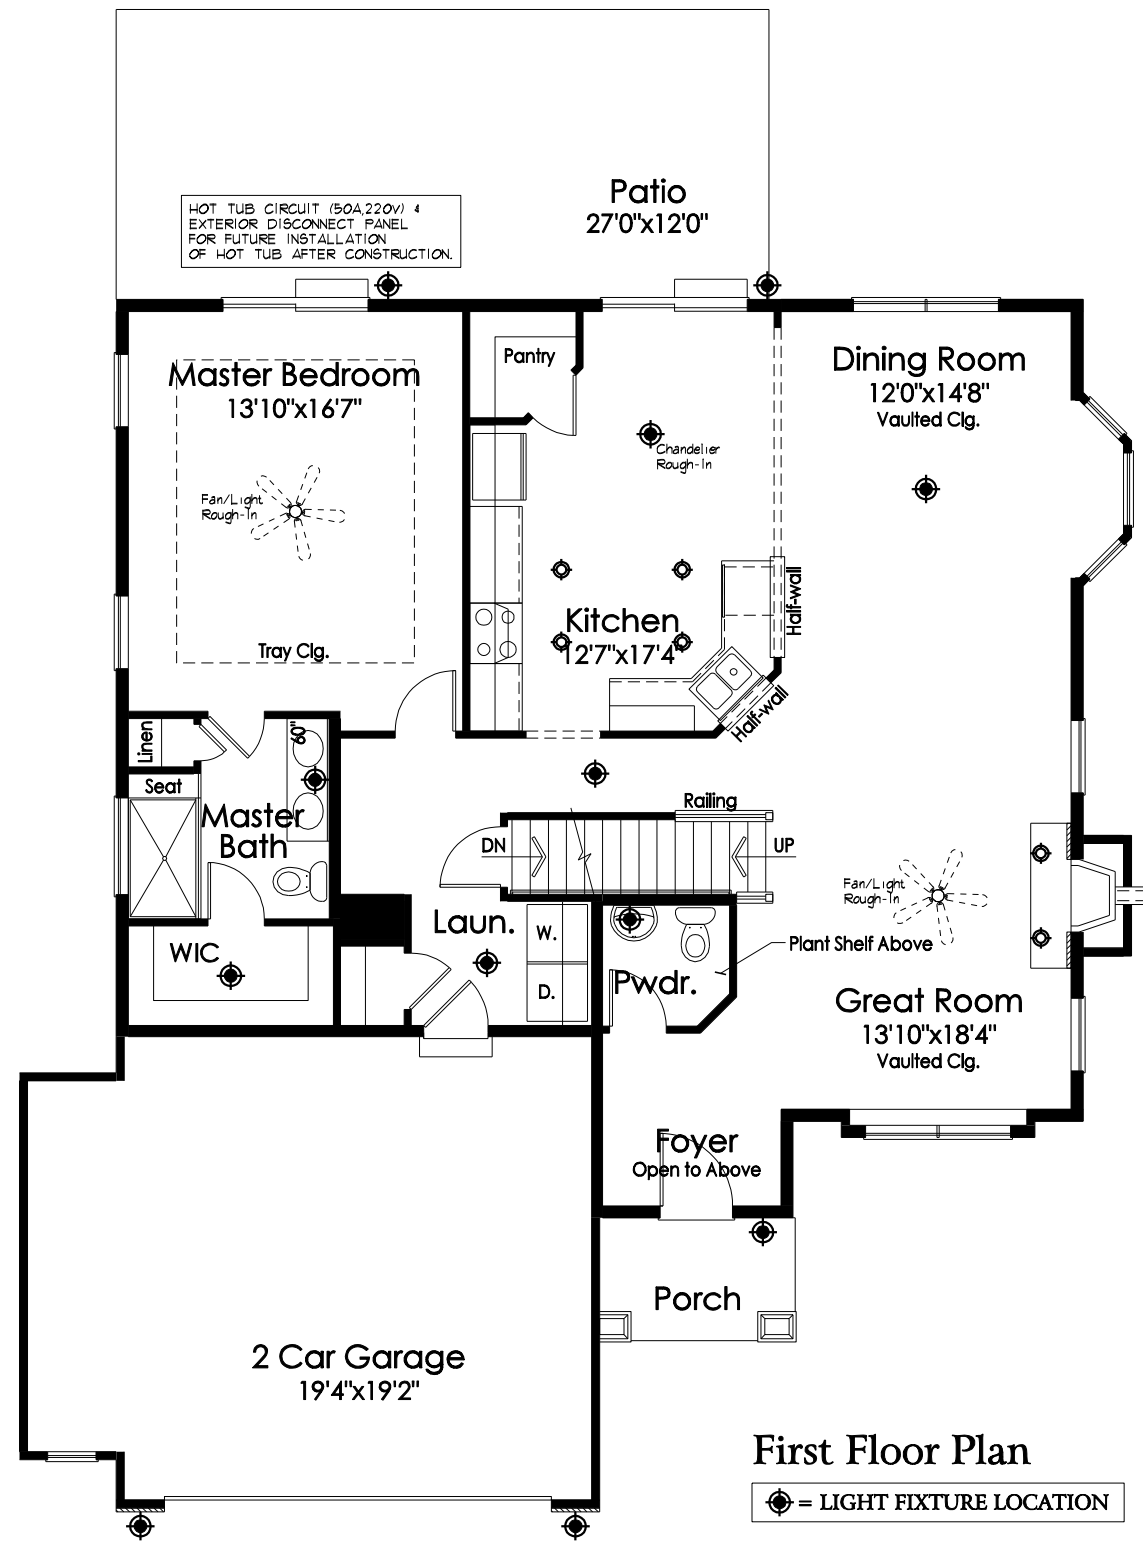 Patio
27'0"x12'0"
HOT TUB CIRCUIT (50A,220V) &
EXTERIOR DISCONNECT PANEL
FOR FUTURE INSTALLATION
OF HOT TUB AFTER CONSTRUCTION.
Master Bedroom
13'10"x16'7"
Fan/Light
Rough-In
Tray Clg.
Pantry
Chandelier
Rough-In
Dining Room
12'0"x14'8"
Vaulted Clg.
Kitchen
12'7"x17'4"
Half-wall
Half-wall
Linen
60"
Seat
Master
Bath
WIC
Railing
DN
UP
Laun.
W.
D.
Pwdr.
Plant Shelf Above
Fan/Light
Rough-In
Great Room
13'10"x18'4"
Vaulted Clg.
Foyer
Open to Above
Porch
2 Car Garage
19'4"x19'2"
First Floor Plan
= LIGHT FIXTURE LOCATION